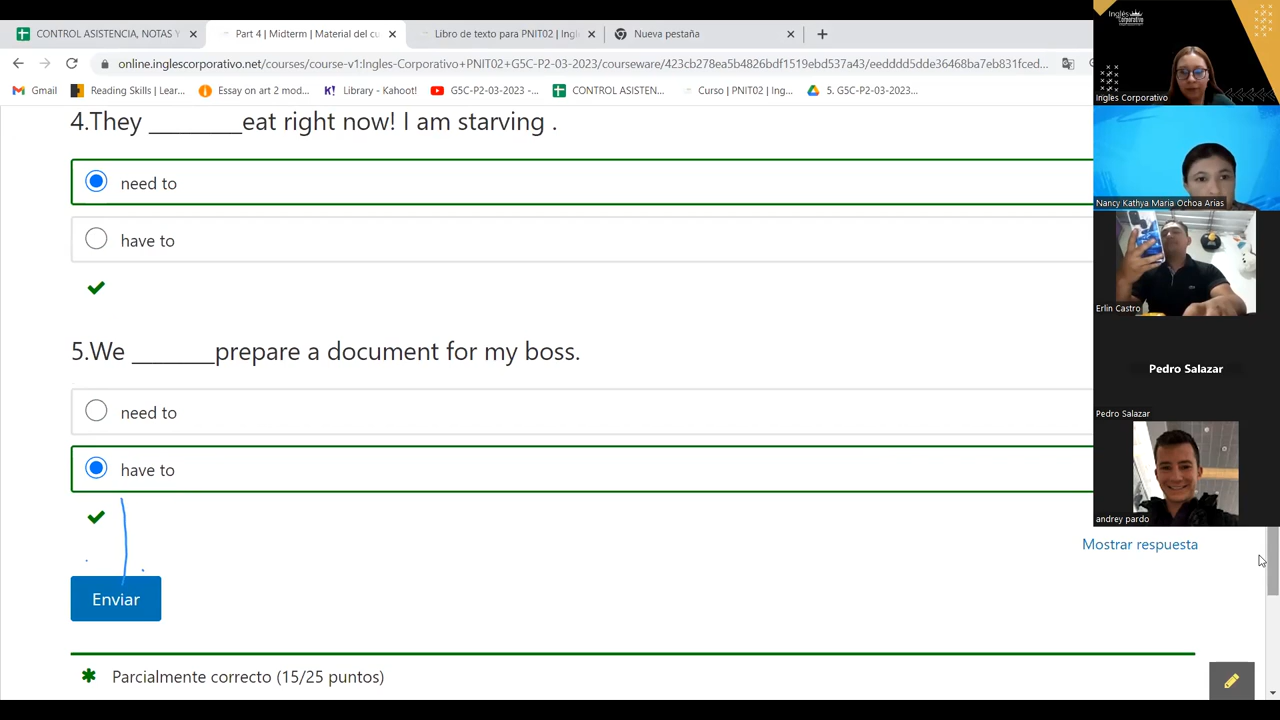 CONTROL ASISTENCIA, NOTAS Y
Part 4 | Midterm | Material del cu
Libro de texto para PNIT02 | Ingl
Nueva pestaña
online.inglescorporativo.net/courses/course-v1:Ingles-Corporativo+PNIT02+G5C-P2-03-2023/courseware/423cb278ea5b4826bdf1519ebd537a43/eedddd5dde36468ba7eb831fced...
Gmail
Reading Skills | Lear...
Essay on art 2 mod...
Library - Kahoot!
G5C-P2-03-2023 -...
CONTROL ASISTEN...
Curso | PNIT02 | Ing...
5. G5C-P2-03-2023...
4.They ________eat right now! I am starving .
need to
have to
5.We _______prepare a document for my boss.
need to
have to
Mostrar respuesta
Enviar
Parcialmente correcto (15/25 puntos)
Inglés
Corporativo
Ingles Corporativo
Nancy Kathya Maria Ochoa Arias
Erlin Castro
Pedro Salazar
Pedro Salazar
andrey pardo